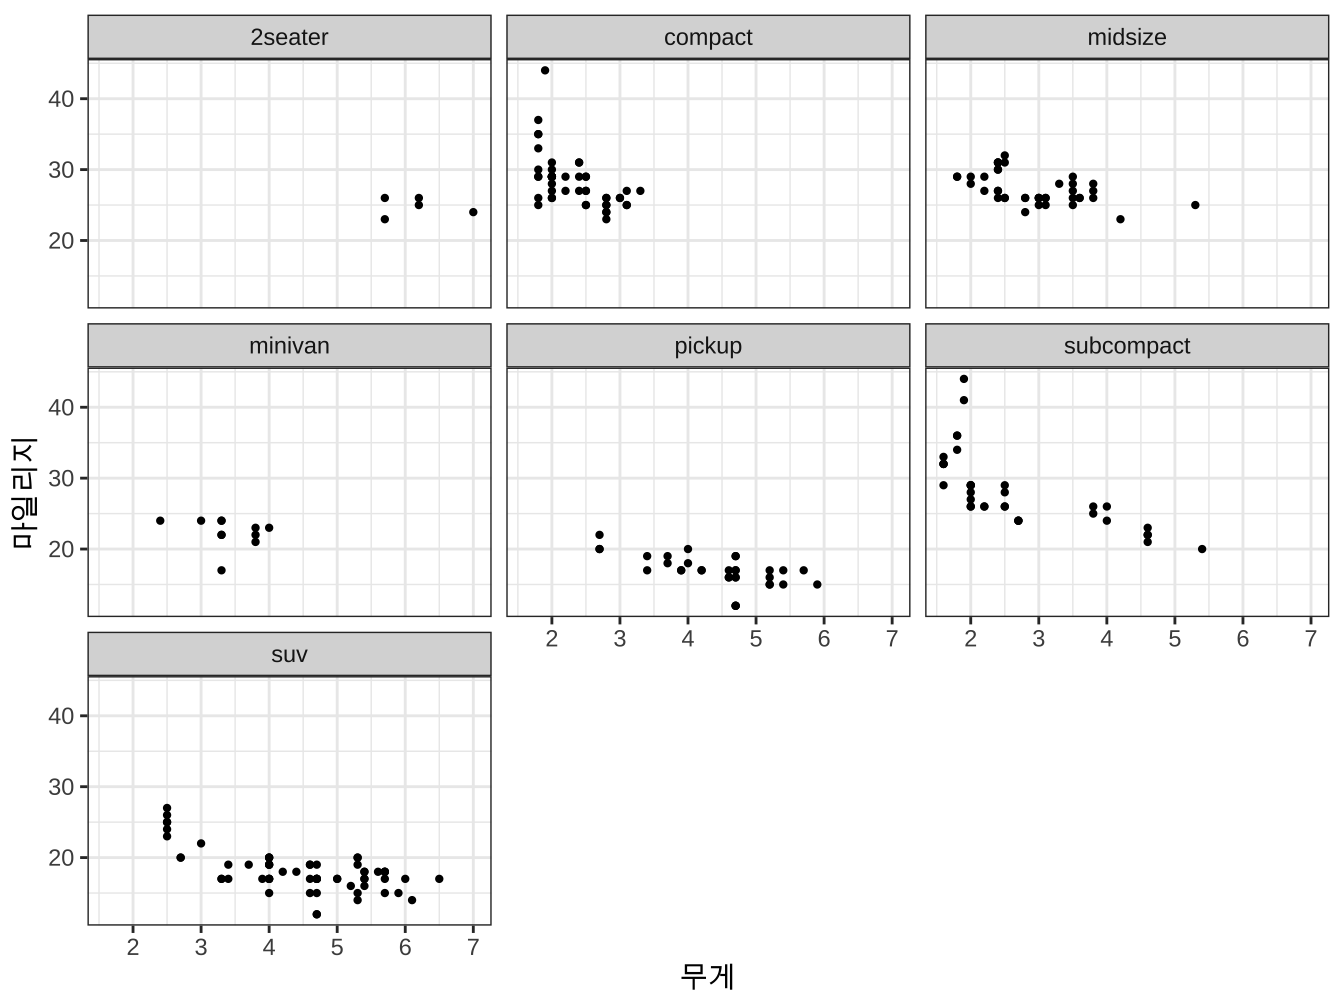 2seater compact midsize
40
30
20
minivan pickup subcompact
40
30
20
2 3 4 5 6 7 2 3 4 5 6 7
suv
40
30
20
2 3 4 5 6 7
마일리지
무게